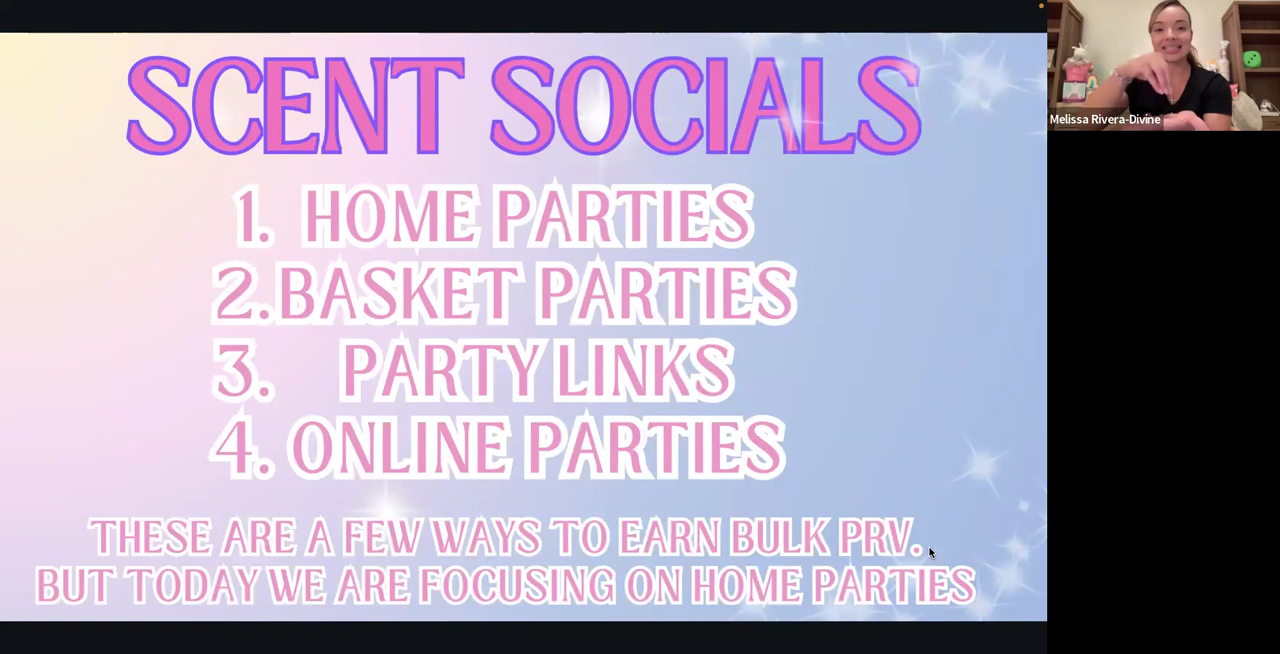 SCENT SOCIALS
1. HOME PARTIES
2. BASKET PARTIES
3. PARTY LINKS
4. ONLINE PARTIES
THESE ARE A FEW WAYS TO EARN BULK PRV.
BUT TODAY WE ARE FOCUSING ON HOME PARTIES
Melissa Rivera-Divine